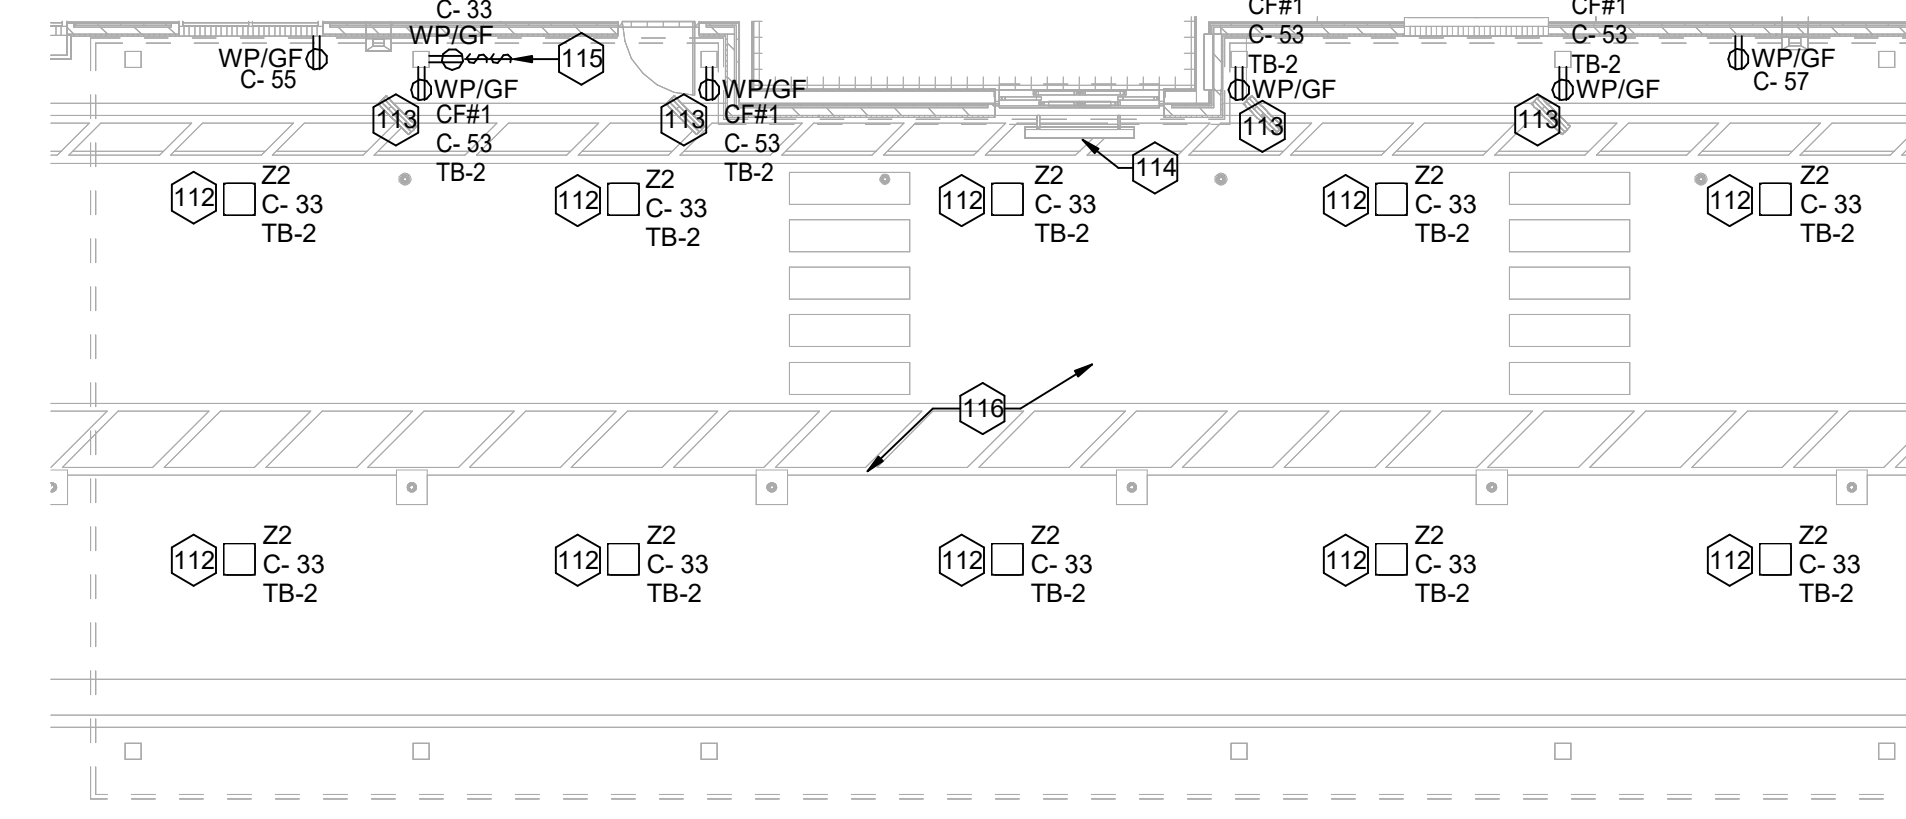 C- 33
WP/GF
115
WP/GF
C- 55
WP/GF
CF#1
C- 53
TB-2
113
WP/GF
CF#1
C- 53
TB-2
113
CF#1
C- 53
TB-2
WP/GF
113
CF#1
C- 53
TB-2
WP/GF
113
WP/GF
C- 57
114
112
Z2
C- 33
TB-2
112
Z2
C- 33
TB-2
112
Z2
C- 33
TB-2
112
Z2
C- 33
TB-2
112
Z2
C- 33
TB-2
116
112
Z2
C- 33
TB-2
112
Z2
C- 33
TB-2
112
Z2
C- 33
TB-2
112
Z2
C- 33
TB-2
112
Z2
C- 33
TB-2